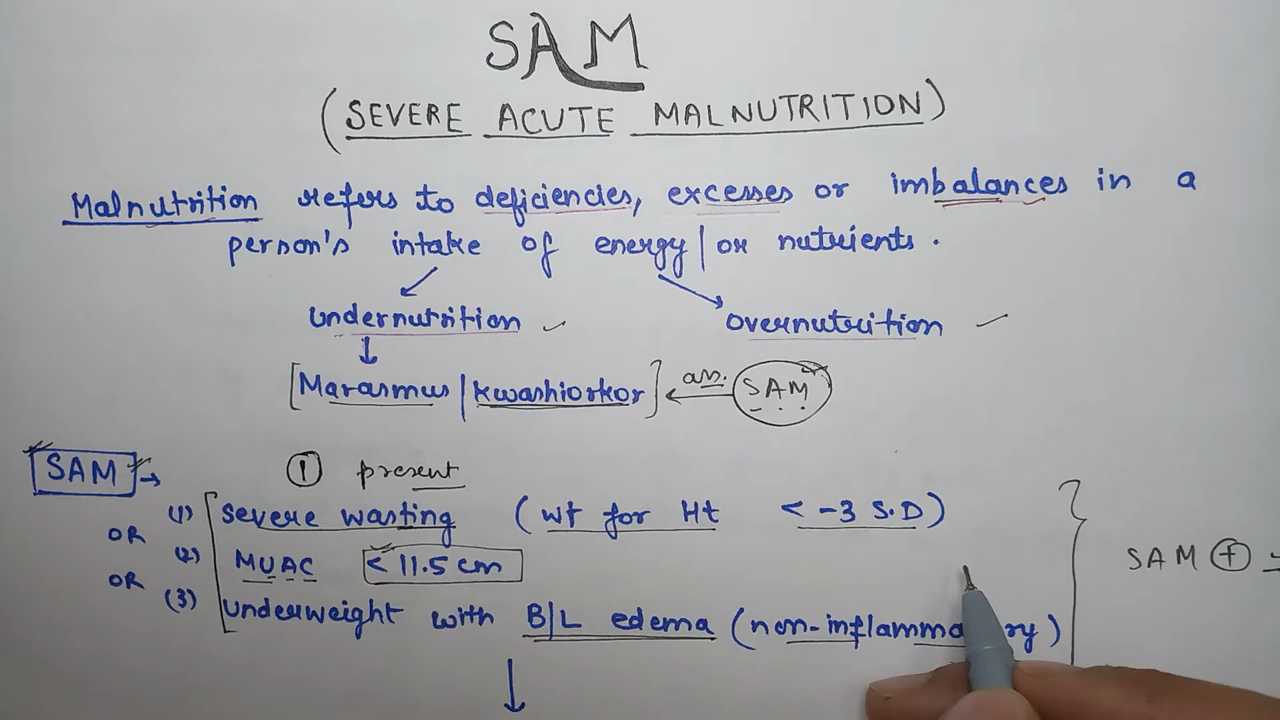 SAM
(SEVERE ACUTE MALNUTRITION)
Malnutrition refers to deficiencies, excesses or imbalances in a
person's intake of energy/or nutrients.
undernutrition overnutrition
[Marasmus/kwashiorkor] as. SAM
SAM → ① present
(1) severe wasting (wt for Ht < -3 S.D)
OR
(2) MUAC < 11.5 cm SAM ⊕
OR
(3) underweight with B/L edema (non-inflamma ry)